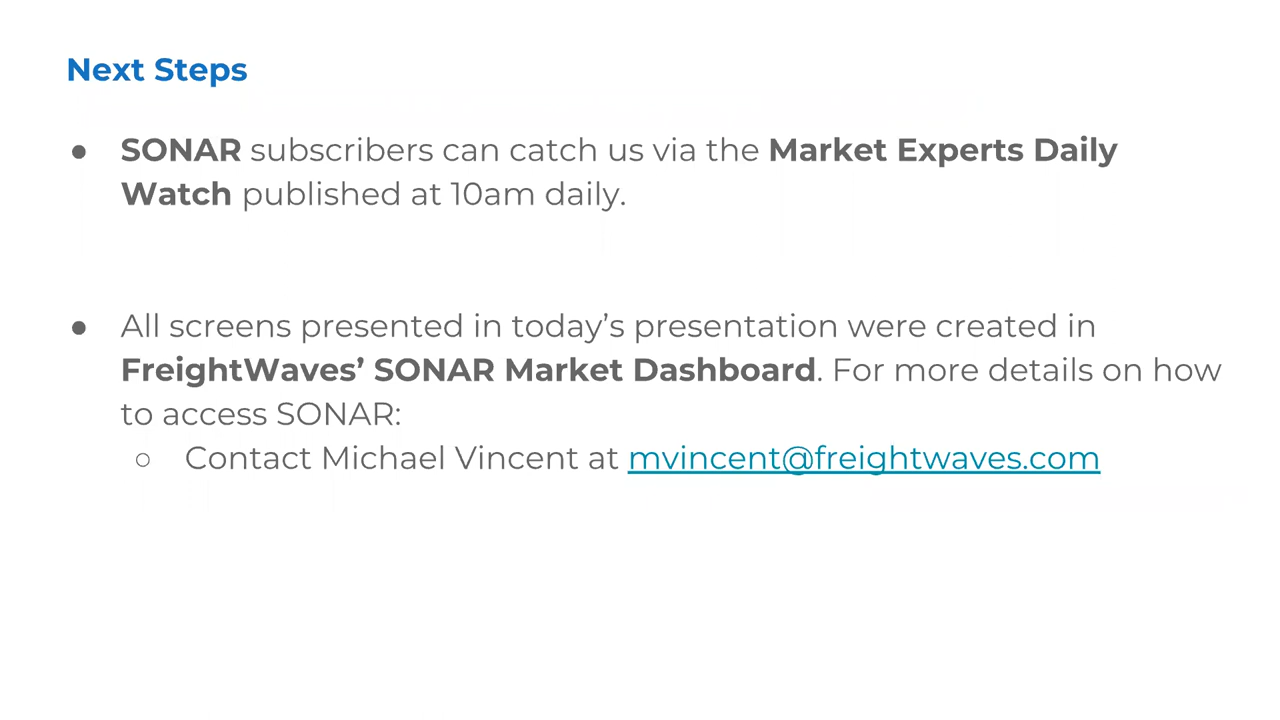 Next Steps
● SONAR subscribers can catch us via the Market Experts Daily
Watch published at 10am daily.
● All screens presented in today’s presentation were created in
FreightWaves’ SONAR Market Dashboard. For more details on how
to access SONAR:
○ Contact Michael Vincent at mvincent@freightwaves.com